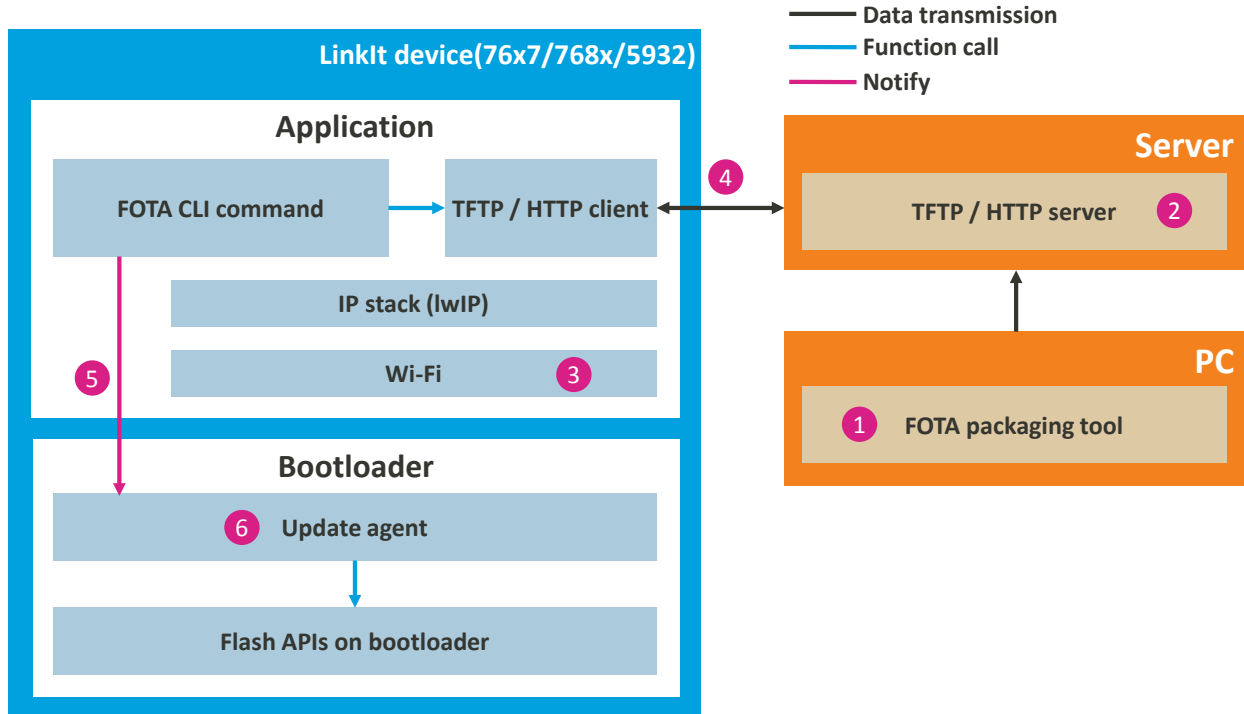 Data transmission
Function call
Notify
LinkIt device(76x7/768x/5932)
Application
FOTA CLI command
TFTP / HTTP client
IP stack (lwIP)
Wi-Fi
3
5
4
Server
TFTP / HTTP server
2
PC
1
FOTA packaging tool
Bootloader
6
Update agent
Flash APIs on bootloader